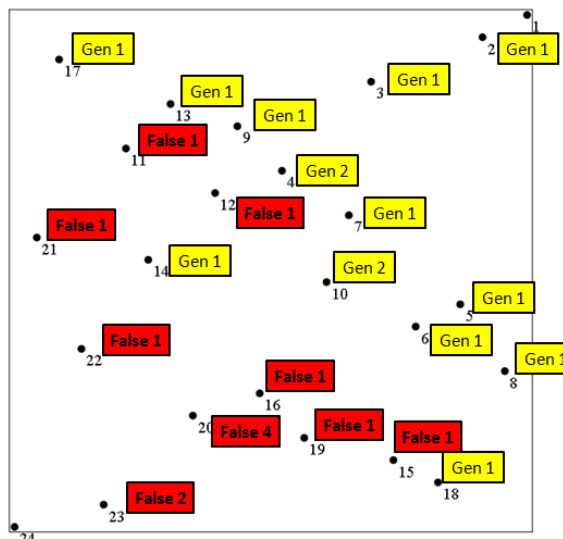 1
2
Gen 1
17
Gen 1
3
Gen 1
13
Gen 1
9
Gen 1
11
False 1
4
Gen 2
12
False 1
7
Gen 1
21
False 1
14
Gen 1
10
Gen 2
5
Gen 1
6
Gen 1
22
False 1
8
Gen 1
16
False 1
20
False 4
19
False 1
15
False 1
18
Gen 1
23
False 2
24